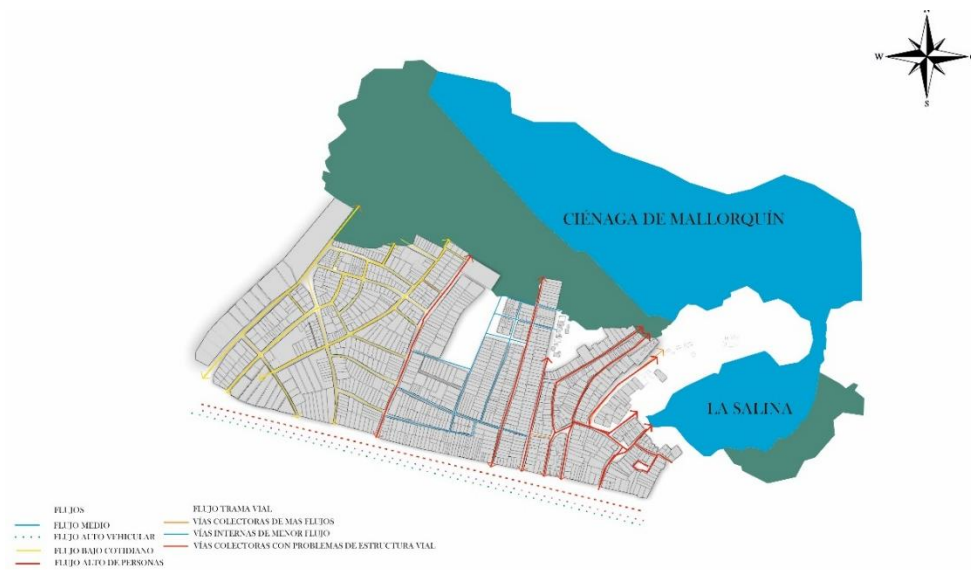 N
W
S
CIÉNAGA DE MALLORQUÍN
LA SALINA
FLUJOS
FLUJO MEDIO
FLUJO ALTO VEHICULAR
FLUJO BAJO COTIDIANO
FLUJO ALTO DE PERSONAS
FLUJO TRAMA VIAL
VÍAS COLECTORAS DE MAS FLUJOS
VÍAS INTERNAS DE MENOR FLUJO
VÍAS COLECTORAS CON PROBLEMAS DE ESTRUCTURA VIAL